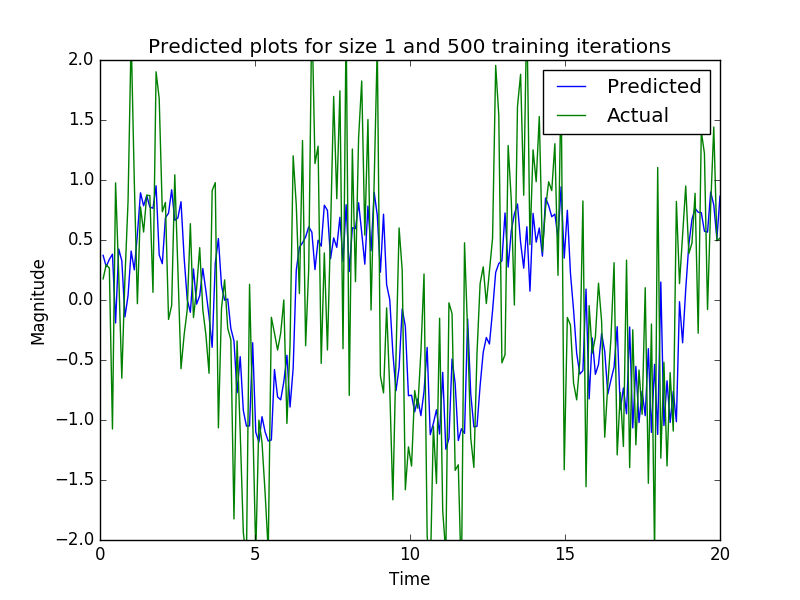 Predicted plots for size 1 and 500 training iterations
Predicted
Actual
2.0
1.5
1.0
0.5
0.0
−0.5
−1.0
−1.5
−2.0
Magnitude
0 5 10 15 20
Time